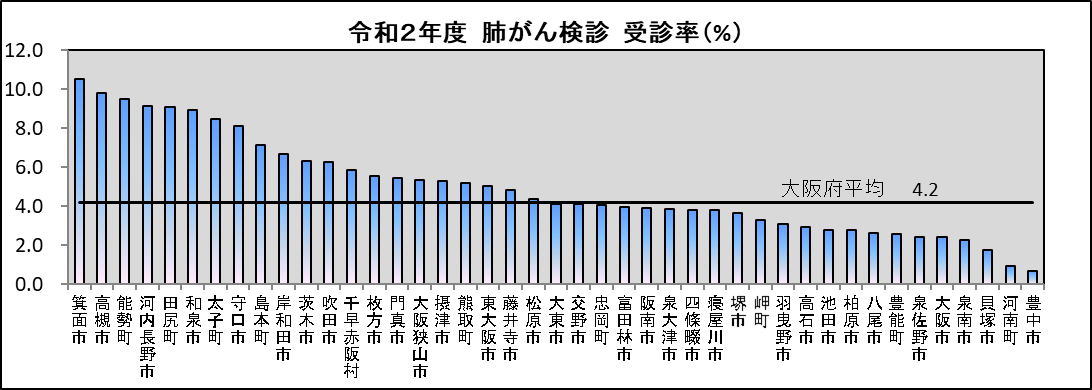 令和2年度 肺がん検診 受診率(%)
12.0
10.0
8.0
6.0
4.0
2.0
0.0
大阪府平均 4.2
箕面市
高槻市
能勢町
河内長野市
田尻町
和泉市
太子町
守口市
島本町
岸和田市
茨木市
吹田市
千早赤阪村
枚方市
門真市
大阪狭山市
摂津市
熊取町
東大阪市
藤井寺市
松原市
大東市
交野市
忠岡町
富田林市
阪南市
泉大津市
四條畷市
寝屋川市
堺市
岬町
羽曳野市
高石市
池田市
柏原市
八尾市
豊能町
泉佐野市
大阪市
泉南市
貝塚市
河南町
豊中市